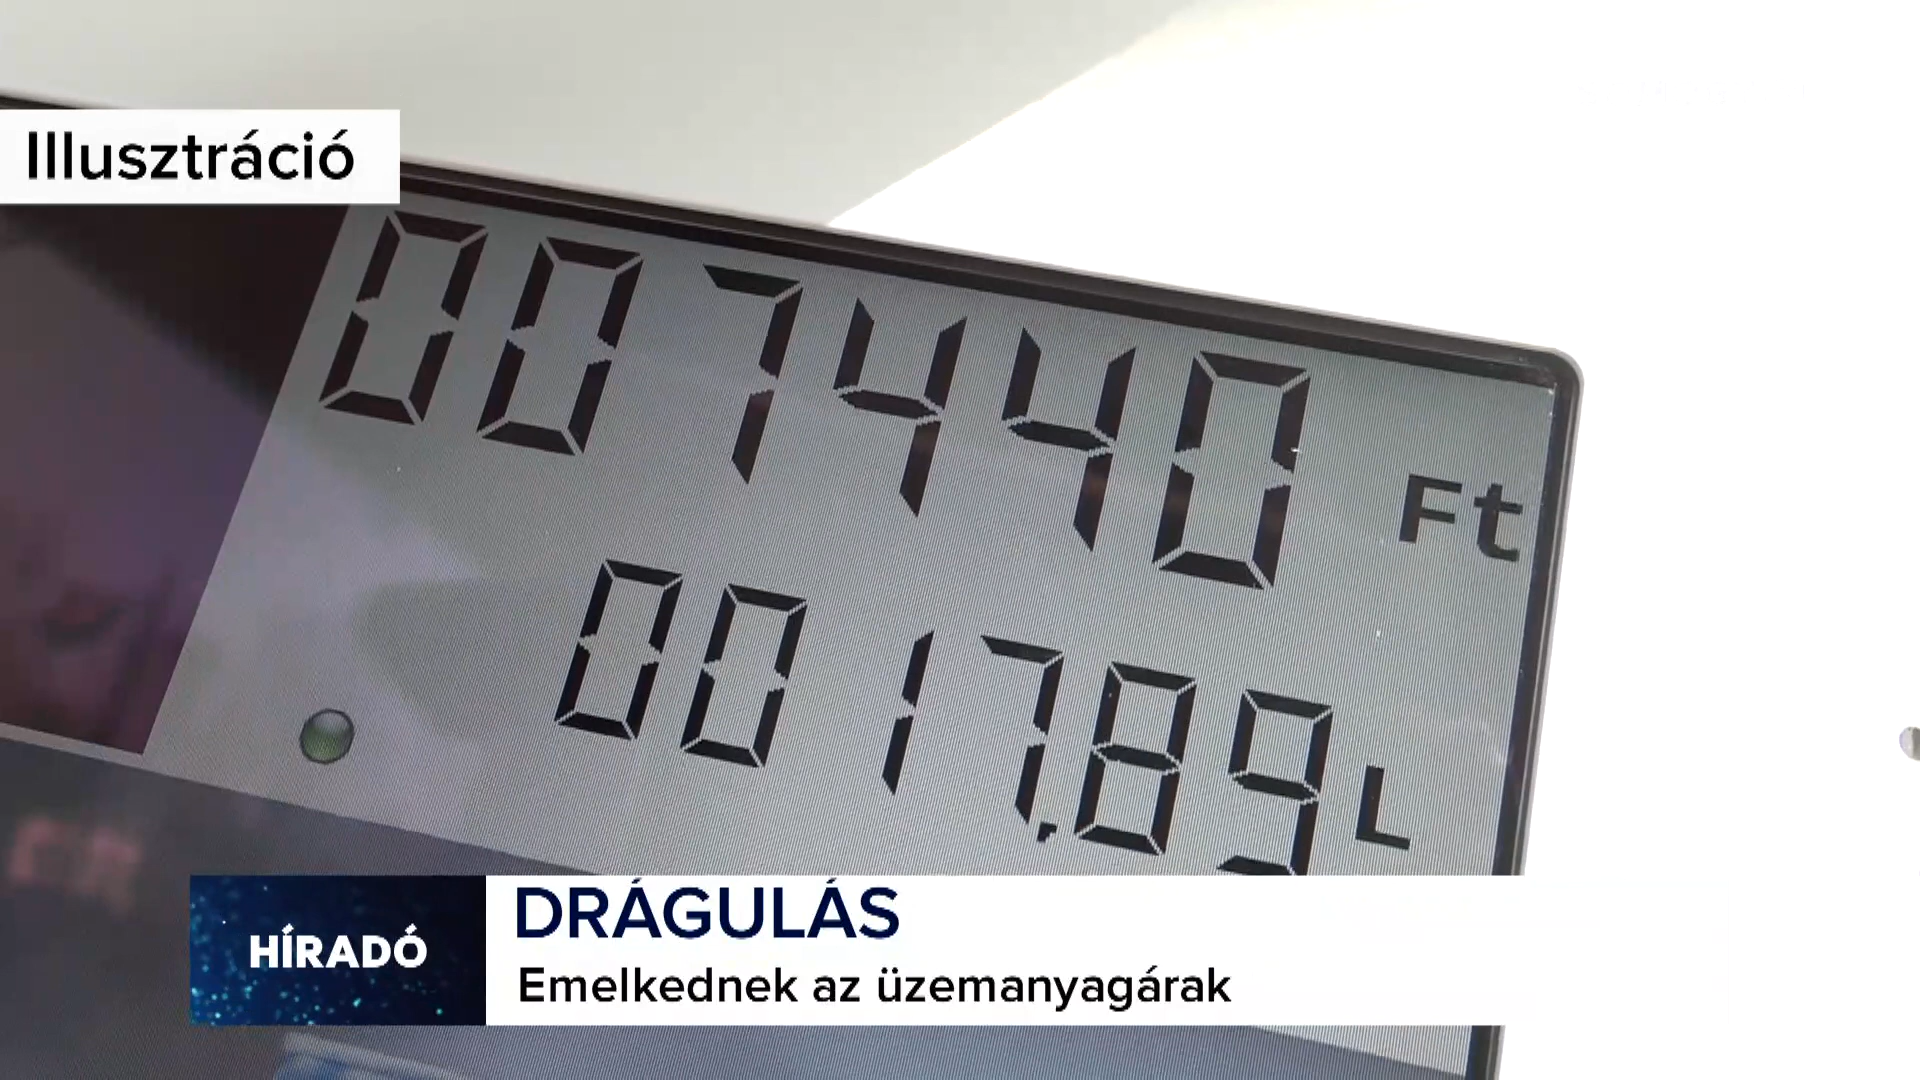 Illusztráció
007440 Ft
0017,89 L
HÍRADÓ
DRÁGULÁS
Emelkednek az üzemanyagárak